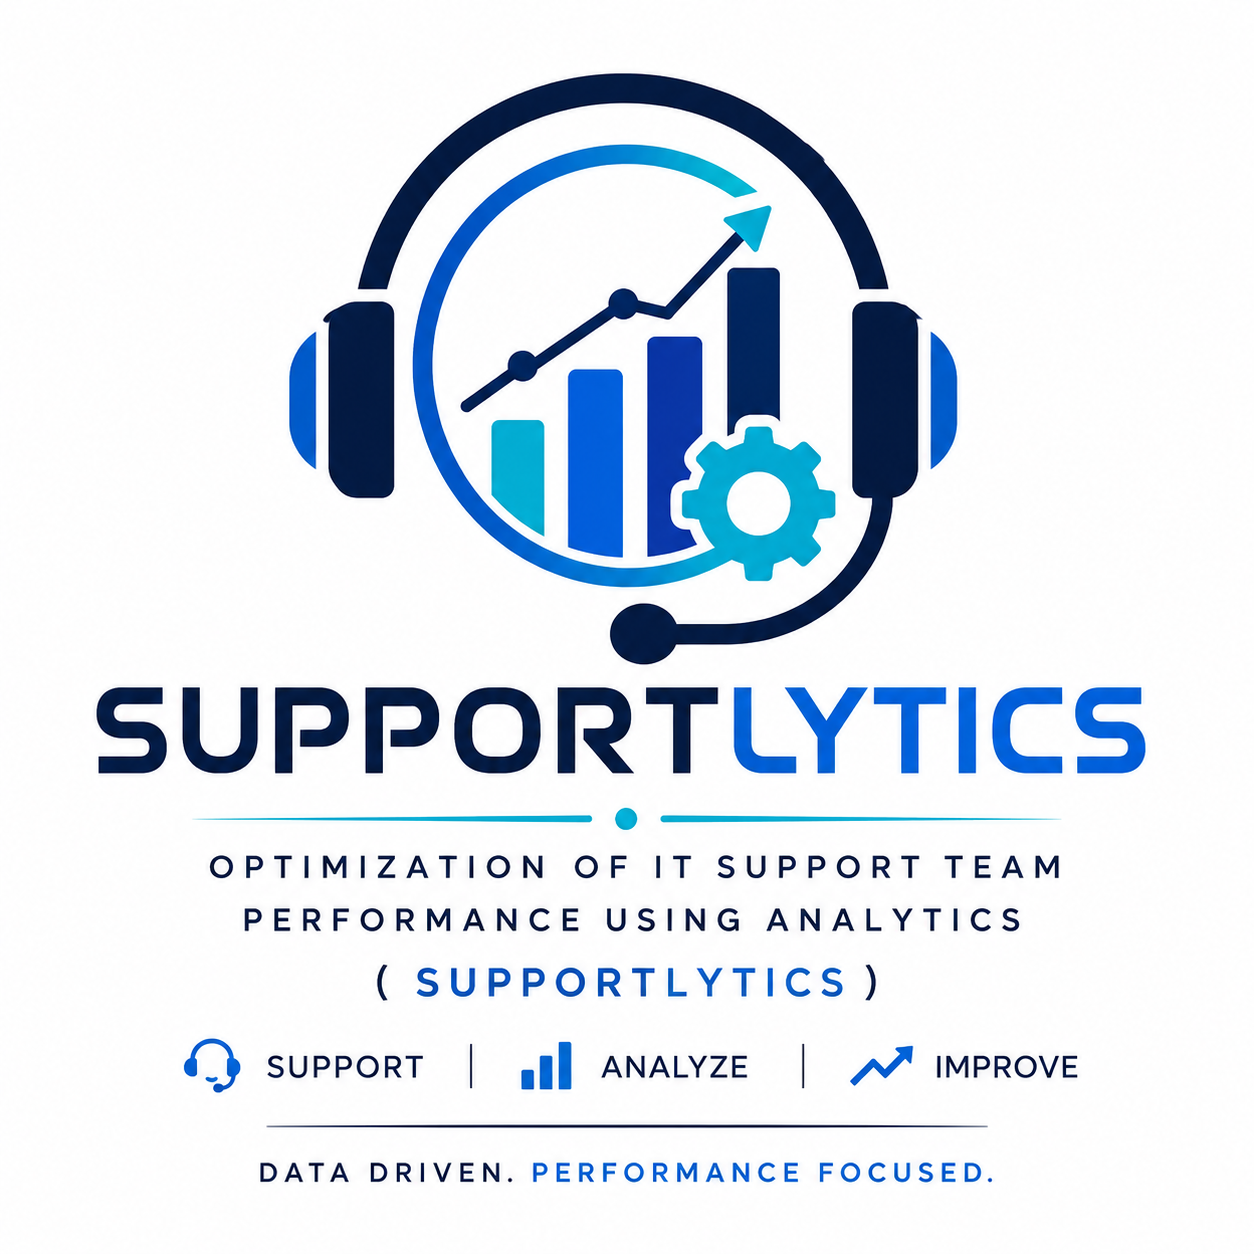 SUPPORTLYTICS
OPTIMIZATION OF IT SUPPORT TEAM
PERFORMANCE USING ANALYTICS
( SUPPORTLYTICS )
SUPPORT | ANALYZE | IMPROVE
DATA DRIVEN. PERFORMANCE FOCUSED.